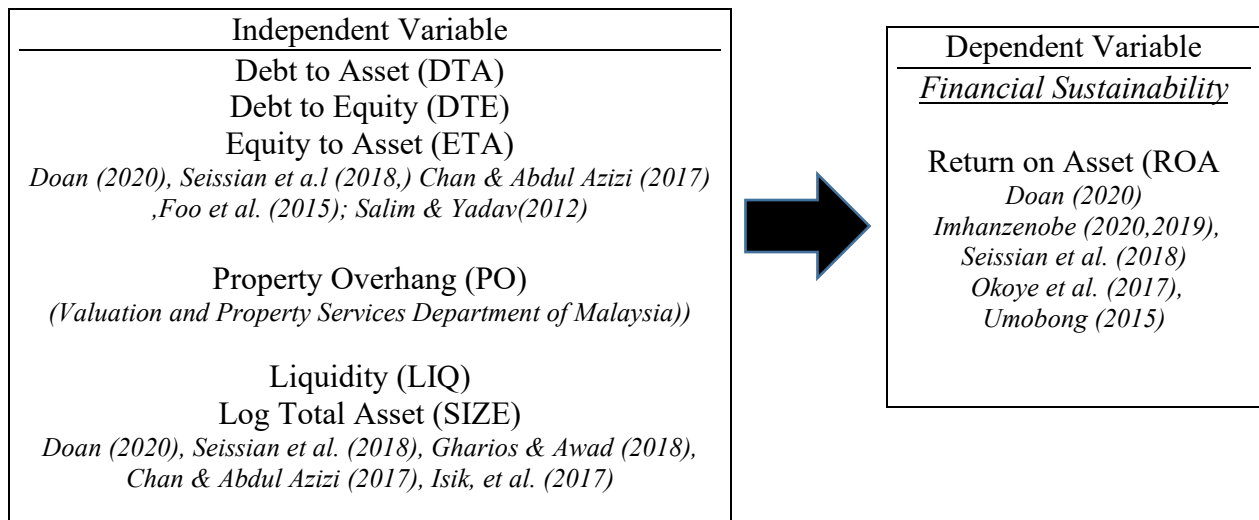 Independent Variable
Debt to Asset (DTA)
Debt to Equity (DTE)
Equity to Asset (ETA)
Doan (2020), Seissian et a.l (2018,) Chan & Abdul Azizi (2017)
,Foo et al. (2015); Salim & Yadav(2012)
Property Overhang (PO)
(Valuation and Property Services Department of Malaysia))
Liquidity (LIQ)
Log Total Asset (SIZE)
Doan (2020), Seissian et al. (2018), Gharios & Awad (2018),
Chan & Abdul Azizi (2017), Isik, et al. (2017)
Dependent Variable
Financial Sustainability
Return on Asset (ROA
Doan (2020)
Imhanzenobe (2020,2019),
Seissian et al. (2018)
Okoye et al. (2017),
Umobong (2015)